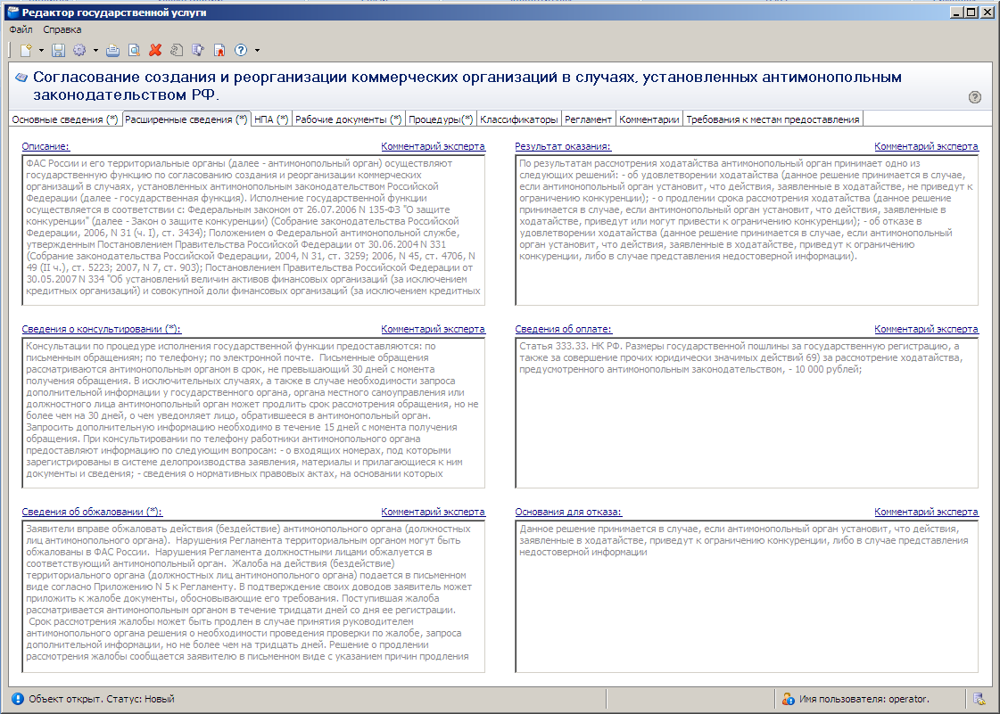 Редактор государственной услуги
Файл Справка
Согласование создания и реорганизации коммерческих организаций в случаях, установленных антимонопольным
законодательством РФ.
Основные сведения (*) Расширенные сведения (*) НПА (*) Рабочие документы (*) Процедуры(*) Классификаторы Регламент Комментарии Требования к местам предоставления
Описание: Комментарий эксперта
ФАС России и его территориальные органы (далее - антимонопольный орган) осуществляют
государственную функцию по согласованию создания и реорганизации коммерческих
организаций в случаях, установленных антимонопольным законодательством Российской
Федерации (далее - государственная функция). Исполнение государственной функции
осуществляется в соответствии с: Федеральным законом от 26.07.2006 N 135-ФЗ "О защите
конкуренции" (далее - Закон о защите конкуренции) (Собрание законодательства Российской
Федерации, 2006, N 31 (ч. I), ст. 3434); Положением о Федеральной антимонопольной службе,
утвержденным Постановлением Правительства Российской Федерации от 30.06.2004 N 331
(Собрание законодательства Российской Федерации, 2004, N 31, ст. 3259; 2006, N 45, ст. 4706, N
49 (II ч.), ст. 5223; 2007, N 7, ст. 903); Постановлением Правительства Российской Федерации от
30.05.2007 N 334 "Об установлений величин активов финансовых организаций (за исключением
кредитных организаций) и совокупной доли финансовых организаций (за исключением кредитных
Результат оказания: Комментарий эксперта
По результатам рассмотрения ходатайства антимонопольный орган принимает одно из
следующих решений: - об удовлетворении ходатайства (данное решение принимается в случае,
если антимонопольный орган установит, что действия, заявленные в ходатайстве, не приведут к
ограничению конкуренции); - о продлении срока рассмотрения ходатайства (данное решение
принимается в случае, если антимонопольный орган установит, что действия, заявленные в
ходатайстве, приведут или могут привести к ограничению конкуренции); - об отказе в
удовлетворении ходатайства (данное решение принимается в случае, если антимонопольный
орган установит, что действия, заявленные в ходатайстве, приведут к ограничению
конкуренции, либо в случае представления недостоверной информации).
Сведения о консультировании (*): Комментарий эксперта
Консультации по процедуре исполнения государственной функции предоставляются: по
письменным обращениям; по телефону; по электронной почте. Письменные обращения
рассматриваются антимонопольным органом в срок, не превышающий 30 дней с момента
получения обращения. В исключительных случаях, а также в случае необходимости запроса
дополнительной информации у государственного органа, органа местного самоуправления или
должностного лица антимонопольный орган может продлить срок рассмотрения обращения, но не
более чем на 30 дней, о чем уведомляет лицо, обратившееся в антимонопольный орган.
Запросить дополнительную информацию необходимо в течение 15 дней с момента получения
обращения. При консультировании по телефону работники антимонопольного органа
предоставляют информацию по следующим вопросам: - о входящих номерах, под которыми
зарегистрированы в системе делопроизводства заявления, материалы и прилагающиеся к ним
документы и сведения; - сведения о нормативных правовых актах, на основании которых
Сведения об оплате: Комментарий эксперта
Статья 333.33. НК РФ. Размеры государственной пошлины за государственную регистрацию, а
также за совершение прочих юридически значимых действий 69) за рассмотрение ходатайства,
предусмотренного антимонопольным законодательством, - 10 000 рублей;
Сведения об обжаловании (*): Комментарий эксперта
Заявители вправе обжаловать действия (бездействие) антимонопольного органа (должностных
лиц антимонопольного органа). Нарушения Регламента территориальным органом могут быть
обжалованы в ФАС России. Нарушения Регламента должностными лицами обжалуется в
соответствующий антимонопольный орган. Жалоба на действия (бездействие)
территориального органа (должностных лиц антимонопольного органа) подается в письменном
виде согласно Приложению N 5 к Регламенту. В подтверждение своих доводов заявитель может
приложить к жалобе документы, обосновывающие его требования. Поступившая жалоба
рассматривается антимонопольным органом в течение тридцати дней со дня ее регистрации.
Срок рассмотрения жалобы может быть продлен в случае принятия руководителем
антимонопольного органа решения о необходимости проведения проверки по жалобе, запроса
дополнительной информации, но не более чем на тридцать дней. Решение о продлении
рассмотрения жалобы сообщается заявителю в письменном виде с указанием причин продления
Основания для отказа: Комментарий эксперта
Данное решение принимается в случае, если антимонопольный орган установит, что действия,
заявленные в ходатайстве, приведут к ограничению конкуренции, либо в случае представления
недостоверной информации
Объект открыт. Статус: Новый Имя пользователя: operator.